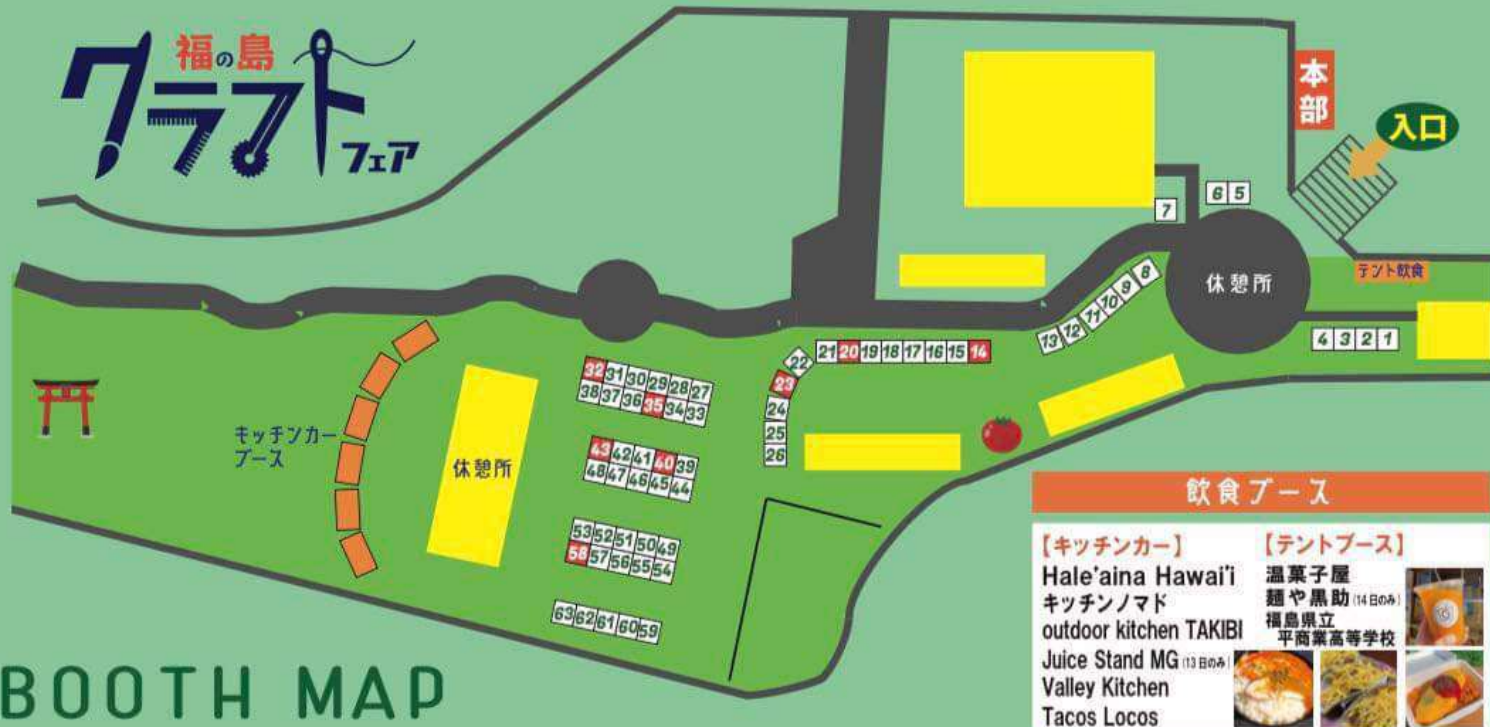 福の島
クラフト
フェア
本部
入口
6 5
7
休憩所
テント飲食
13 12 11 10 9 8
4 3 2 1
21 20 19 18 17 16 15 14
22
23
24
25
26
32 31 30 29 28 27
38 37 36 35 34 33
43 42 41 40 39
48 47 46 45 44
53 52 51 50 49
58 57 56 55 54
63 62 61 60 59
キッチンカー
ブース
休憩所
BOOTH MAP
飲食ブース
【キッチンカー】
Hale'aina Hawai'i
キッチンノマド
outdoor kitchen TAKIBI
Juice Stand MG (13日のみ)
Valley Kitchen
Tacos Locos
【テントブース】
温菓子屋
麺や黒助 (14日のみ)
福島県立
平商業高等学校